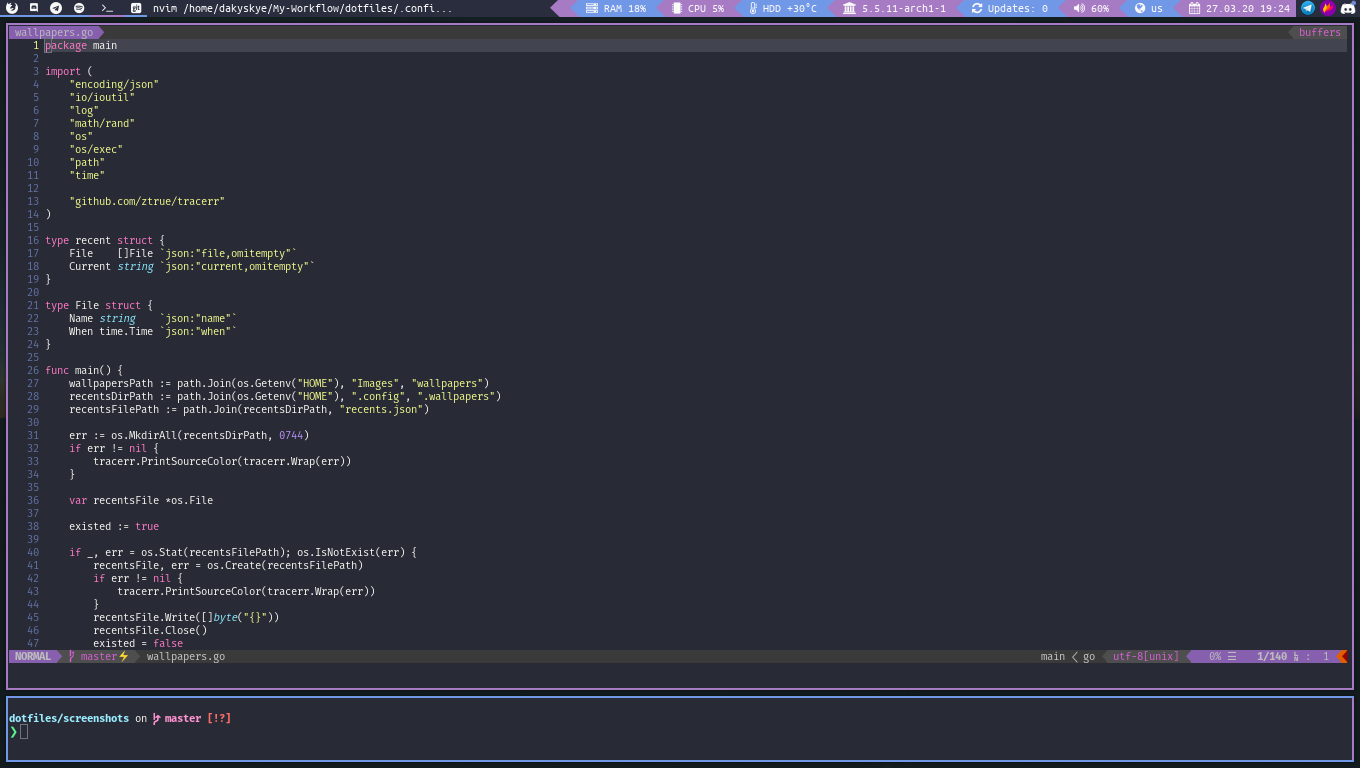 nvim /home/dakyskye/My-Workflow/dotfiles/.confi... RAM 18% CPU 5% HDD +30°C 5.5.11-arch1-1 Updates: 0 60% us 27.03.20 19:24
wallpapers.go buffers
1 package main
2
3 import (
4     "encoding/json"
5     "io/ioutil"
6     "log"
7     "math/rand"
8     "os"
9     "os/exec"
10     "path"
11     "time"
12
13     "github.com/ztrue/tracerr"
14 )
15
16 type recent struct {
17     File    []File `json:"file,omitempty"`
18     Current string `json:"current,omitempty"`
19 }
20
21 type File struct {
22     Name string    `json:"name"`
23     When time.Time `json:"when"`
24 }
25
26 func main() {
27     wallpapersPath := path.Join(os.Getenv("HOME"), "Images", "wallpapers")
28     recentsDirPath := path.Join(os.Getenv("HOME"), ".config", ".wallpapers")
29     recentsFilePath := path.Join(recentsDirPath, "recents.json")
30
31     err := os.MkdirAll(recentsDirPath, 0744)
32     if err != nil {
33         tracerr.PrintSourceColor(tracerr.Wrap(err))
34     }
35
36     var recentsFile *os.File
37
38     existed := true
39
40     if _, err = os.Stat(recentsFilePath); os.IsNotExist(err) {
41         recentsFile, err = os.Create(recentsFilePath)
42         if err != nil {
43             tracerr.PrintSourceColor(tracerr.Wrap(err))
44         }
45         recentsFile.Write([]byte("{}"))
46         recentsFile.Close()
47         existed = false
NORMAL master⚡ wallpapers.go main < go utf-8[unix] 0% ☰ 1/140 : 1
dotfiles/screenshots on master [!?]
❯